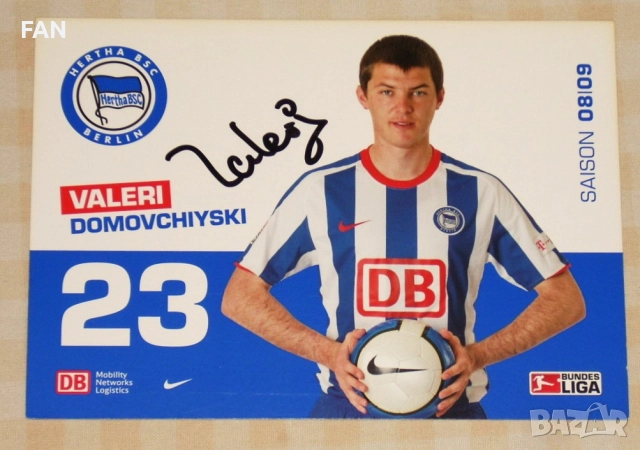 FAN
HERTHA BSC
Hertha BSC
BERLIN
SAISON 08|09
VALERI
DOMOVCHIYSKI
23
DB
DB
Mobility
Networks
Logistics
BUNDES
LIGA
BAZAR